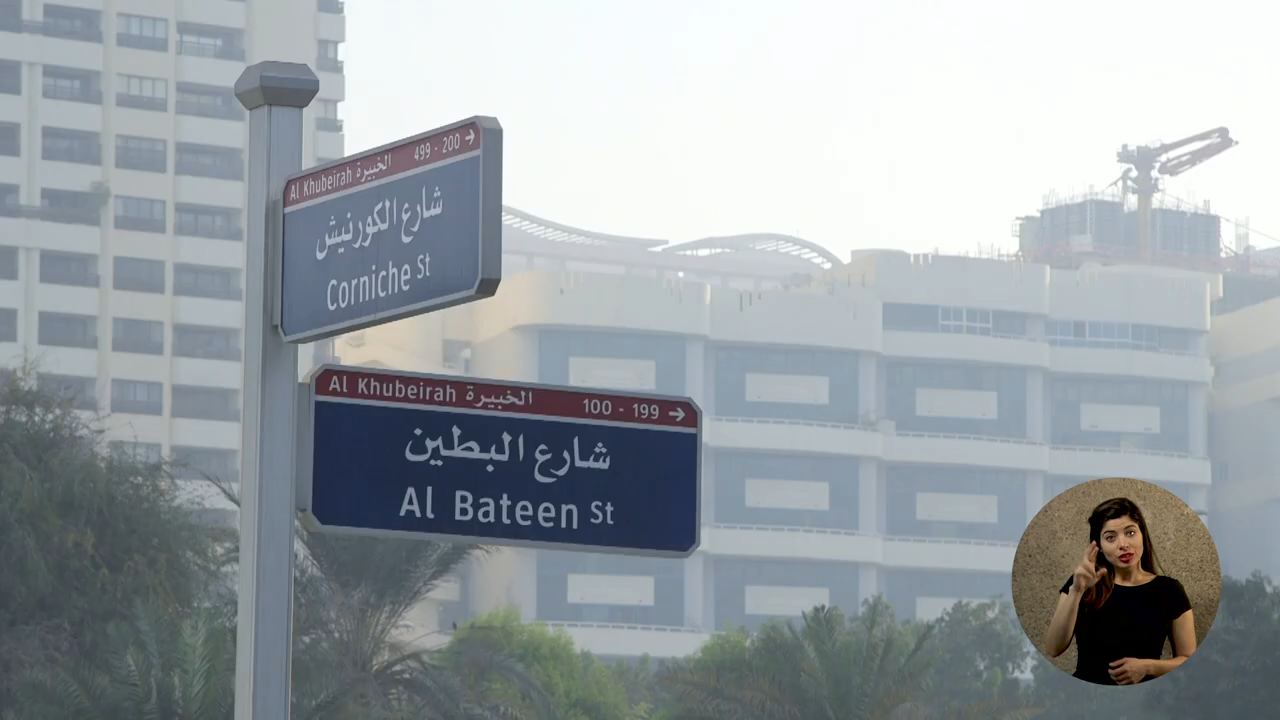 Al Khubeirah الخبيرة 499 - 200 →
شارع الكورنيش
Corniche St
Al Khubeirah الخبيرة 100 - 199 →
شارع البطين
Al Bateen St